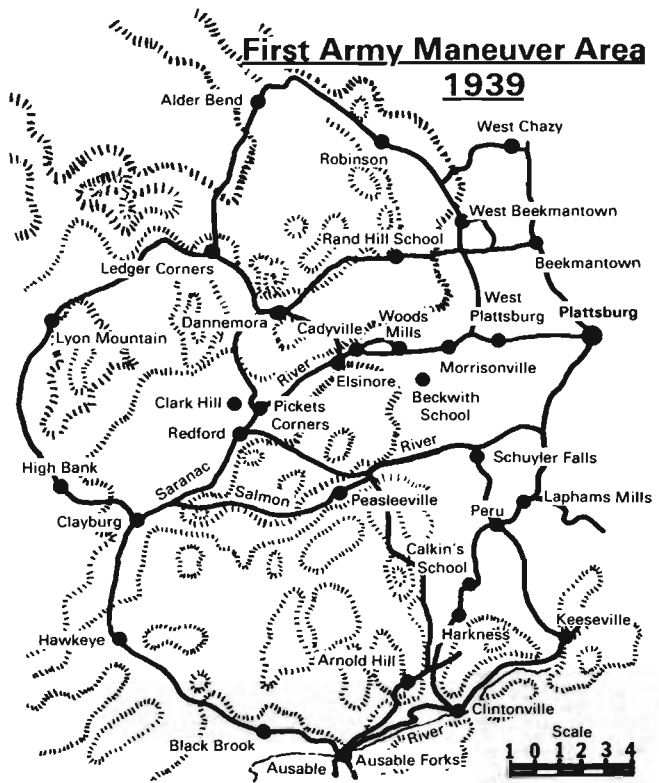 First Army Maneuver Area
1939
Alder Bend
West Chazy
Robinson
West Beekmantown
Rand Hill School
Ledger Corners
Beekmantown
Dannemora
Cadyville
Woods
Mills
West
Plattsburg
Plattsburg
Lyon Mountain
River
Elsinore
Morrisonville
Beckwith
School
Clark Hill
Pickets
Corners
Redford
River
Schuyler Falls
High Bank
Saranac
Salmon
Peasleeville
Laphams Mills
Clayburg
Peru
Calkin's
School
Hawkeye
Harkness
Keeseville
Arnold Hill
Clintonville
River
Black Brook
Ausable
Ausable Forks
Scale
1 0 1 2 3 4